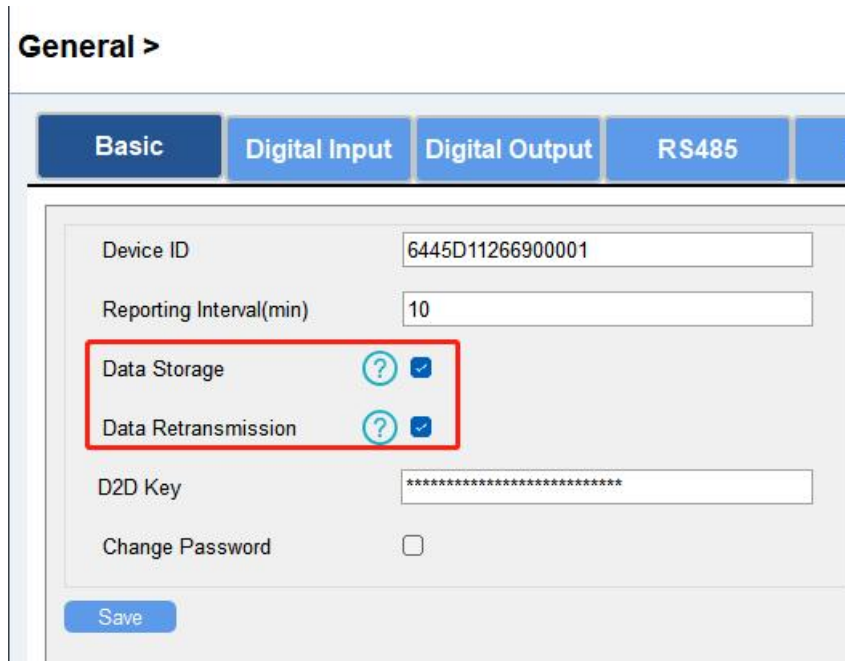 General >
Basic Digital Input Digital Output RS485
Device ID 6445D11266900001
Reporting Interval(min) 10
Data Storage ?
Data Retransmission ?
D2D Key ***************************
Change Password
Save